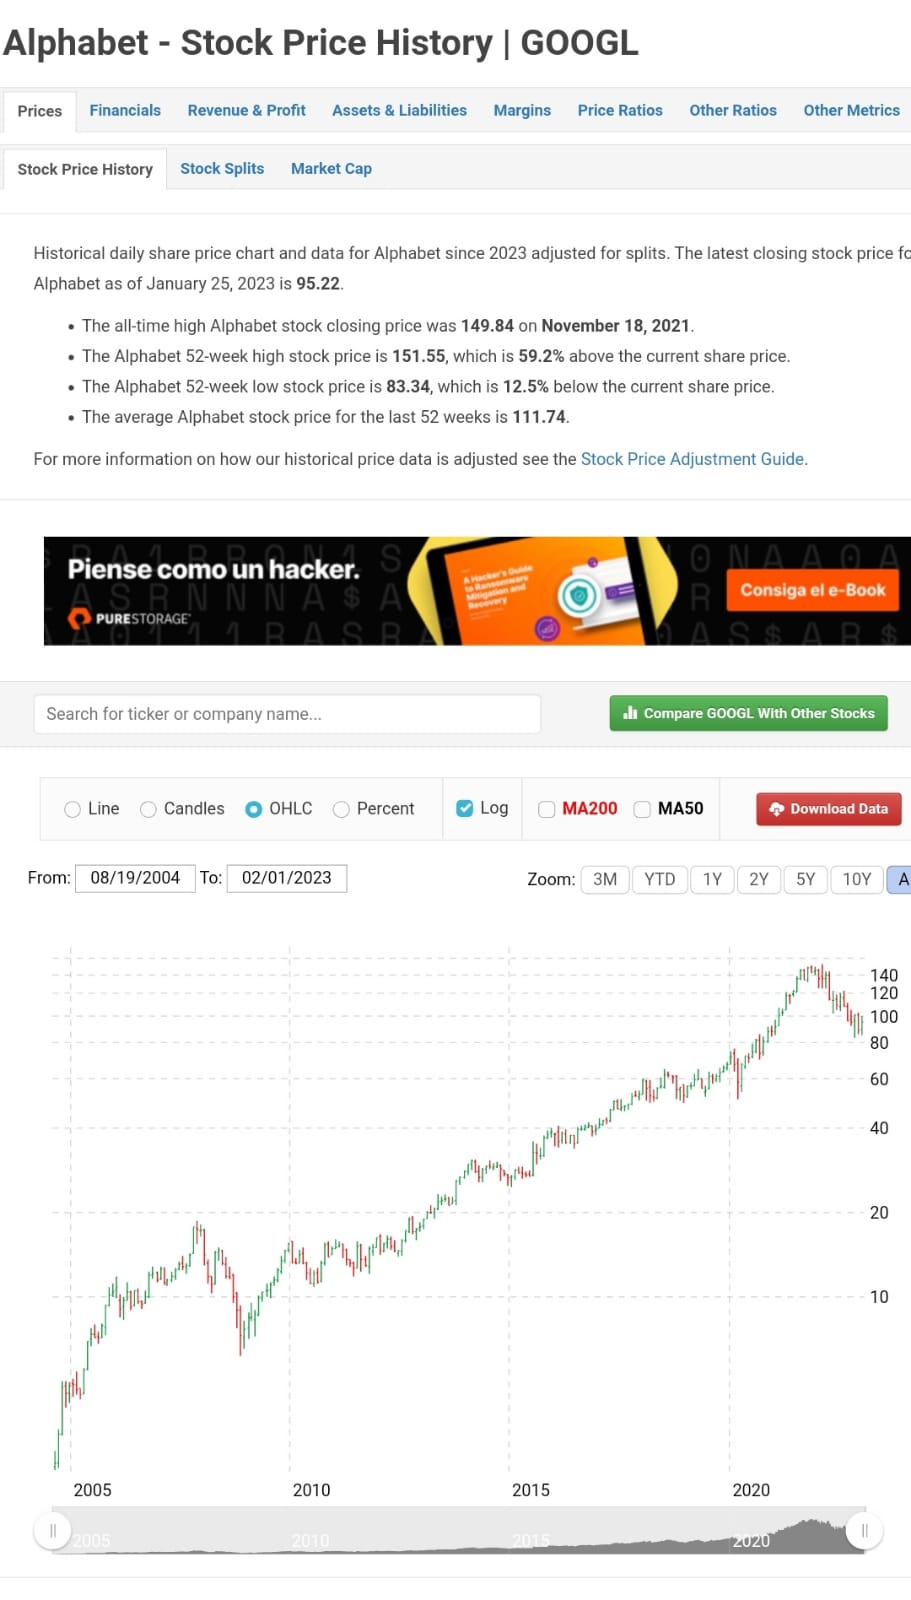 Alphabet - Stock Price History | GOOGL
Prices Financials Revenue & Profit Assets & Liabilities Margins Price Ratios Other Ratios Other Metrics
Stock Price History Stock Splits Market Cap
Historical daily share price chart and data for Alphabet since 2023 adjusted for splits. The latest closing stock price fo
Alphabet as of January 25, 2023 is 95.22.
• The all-time high Alphabet stock closing price was 149.84 on November 18, 2021.
• The Alphabet 52-week high stock price is 151.55, which is 59.2% above the current share price.
• The Alphabet 52-week low stock price is 83.34, which is 12.5% below the current share price.
• The average Alphabet stock price for the last 52 weeks is 111.74.
For more information on how our historical price data is adjusted see the Stock Price Adjustment Guide.
Piense como un hacker.
PURESTORAGE
A Hacker's Guide
to Ransomware
Mitigation and
Recovery
Consiga el e-Book
Search for ticker or company name...
Compare GOOGL With Other Stocks
Line Candles OHLC Percent Log MA200 MA50 Download Data
From: 08/19/2004 To: 02/01/2023 Zoom: 3M YTD 1Y 2Y 5Y 10Y A
140
120
100
80
60
40
20
10
2005 2010 2015 2020
2005 2010 2015 2020